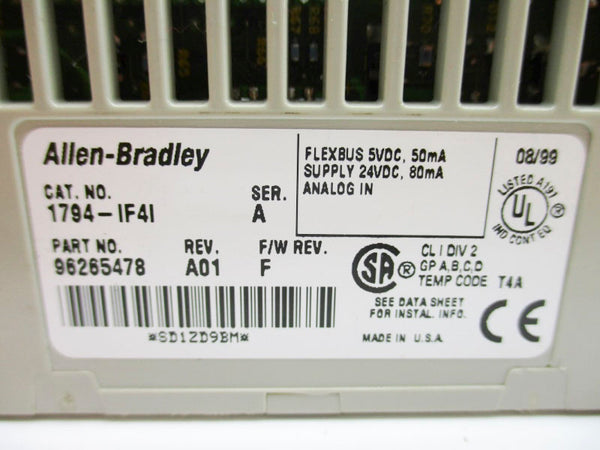 Allen-Bradley
FLEXBUS 5VDC, 50mA
SUPPLY 24VDC, 80mA
ANALOG IN
08/99
CAT. NO.
SER.
1794-IF4I
A
LISTED A197
UL
IND CONT EQ
PART NO.
REV.
F/W REV.
96265478
A01
F
SA ®
CL I DIV 2
GP A,B,C,D
TEMP CODE T4A
SEE DATA SHEET
FOR INSTAL. INFO.
*SD1ZD9BM*
MADE IN U.S.A.
CE